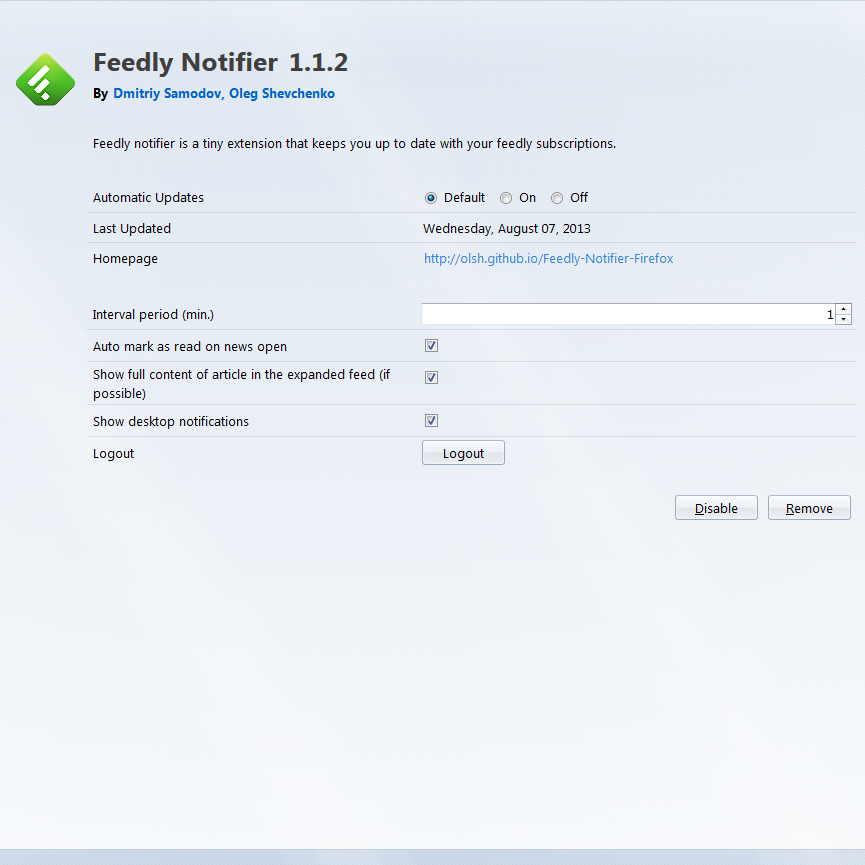 Feedly Notifier 1.1.2
By Dmitriy Samodov, Oleg Shevchenko
Feedly notifier is a tiny extension that keeps you up to date with your feedly subscriptions.
Automatic Updates Default On Off
Last Updated Wednesday, August 07, 2013
Homepage http://olsh.github.io/Feedly-Notifier-Firefox
Interval period (min.) 1
Auto mark as read on news open
Show full content of article in the expanded feed (if
possible)
Show desktop notifications
Logout Logout
Disable Remove